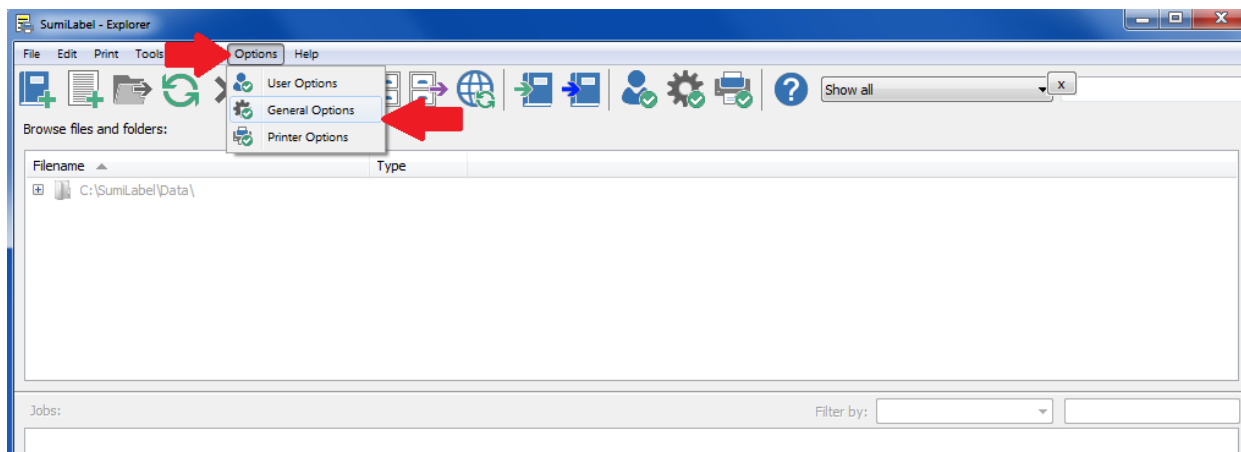 SumiLabel - Explorer
File Edit Print Tools Options Help
User Options
General Options
Printer Options
Show all
x
Browse files and folders:
Filename Type
C:\SumiLabel\Data\
Jobs:
Filter by: